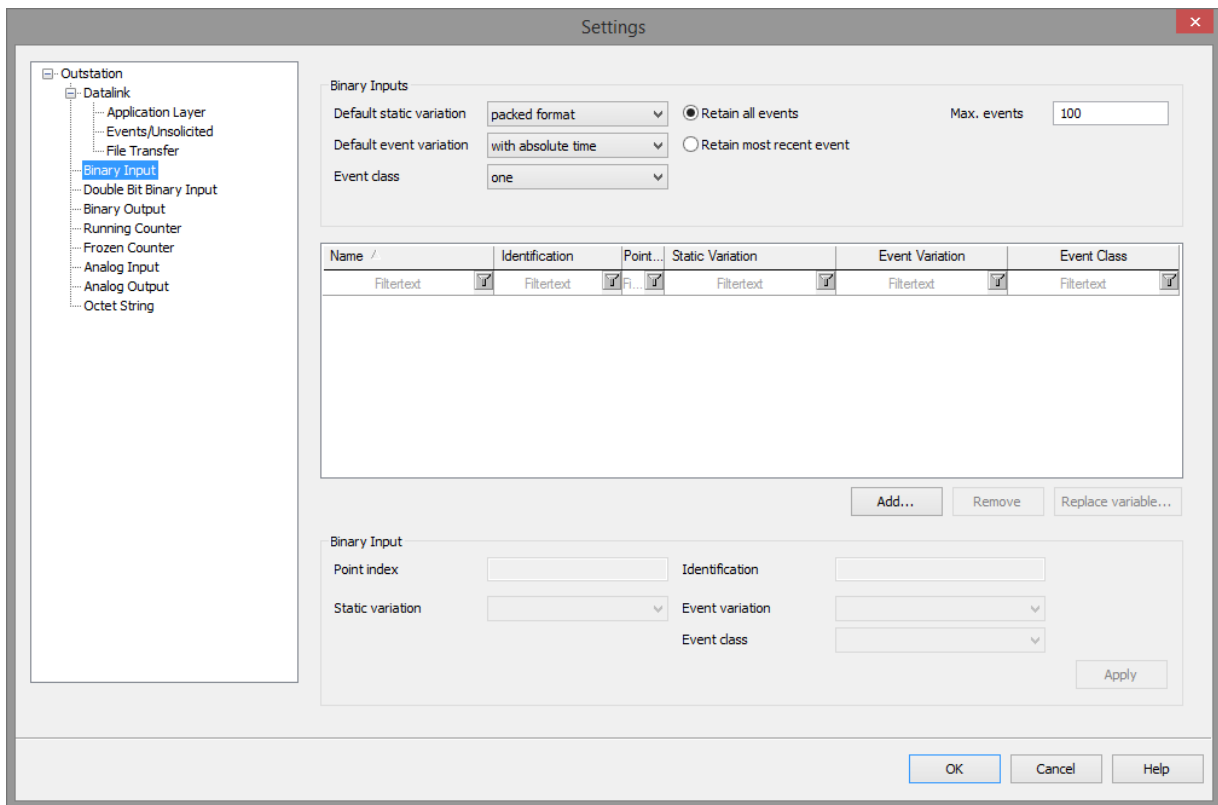 Settings
Outstation
Datalink
Application Layer
Events/Unsolicited
File Transfer
Binary Input
Double Bit Binary Input
Binary Output
Running Counter
Frozen Counter
Analog Input
Analog Output
Octet String
Binary Inputs
Default static variation packed format Retain all events Max. events 100
Default event variation with absolute time Retain most recent event
Event class one
Name Identification Point... Static Variation Event Variation Event Class
Filtertext Filtertext Fi... Filtertext Filtertext Filtertext
Add... Remove Replace variable...
Binary Input
Point index Identification
Static variation Event variation
Event class
Apply
OK Cancel Help